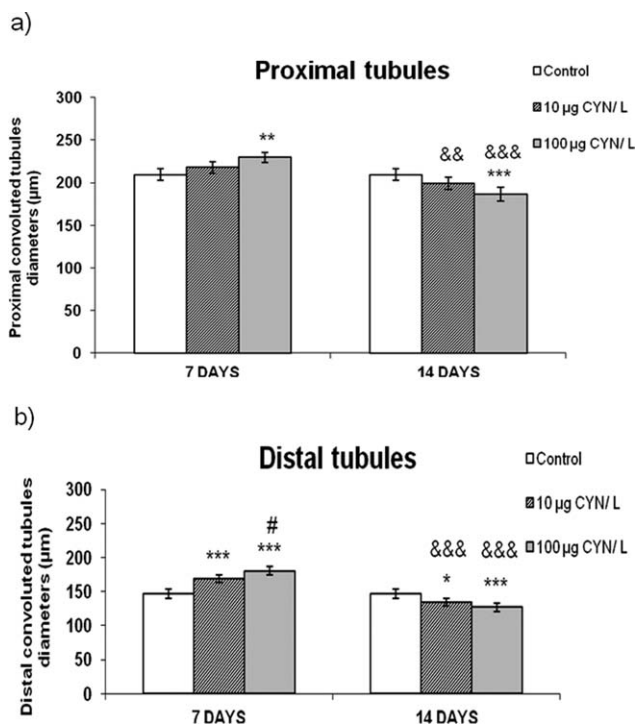 a)
Proximal tubules
Control
10 µg CYN/ L
100 µg CYN/ L
Proximal convoluted tubules
diameters (µm)
300
250
200
150
100
50
0
**
&&
&&&
***
7 DAYS
14 DAYS
b)
Distal tubules
Control
10 µg CYN/ L
100 µg CYN/ L
Distal convoluted tubules
diameters (µm)
300
250
200
150
100
50
0
***
#
***
&&&
*
&&&
***
7 DAYS
14 DAYS